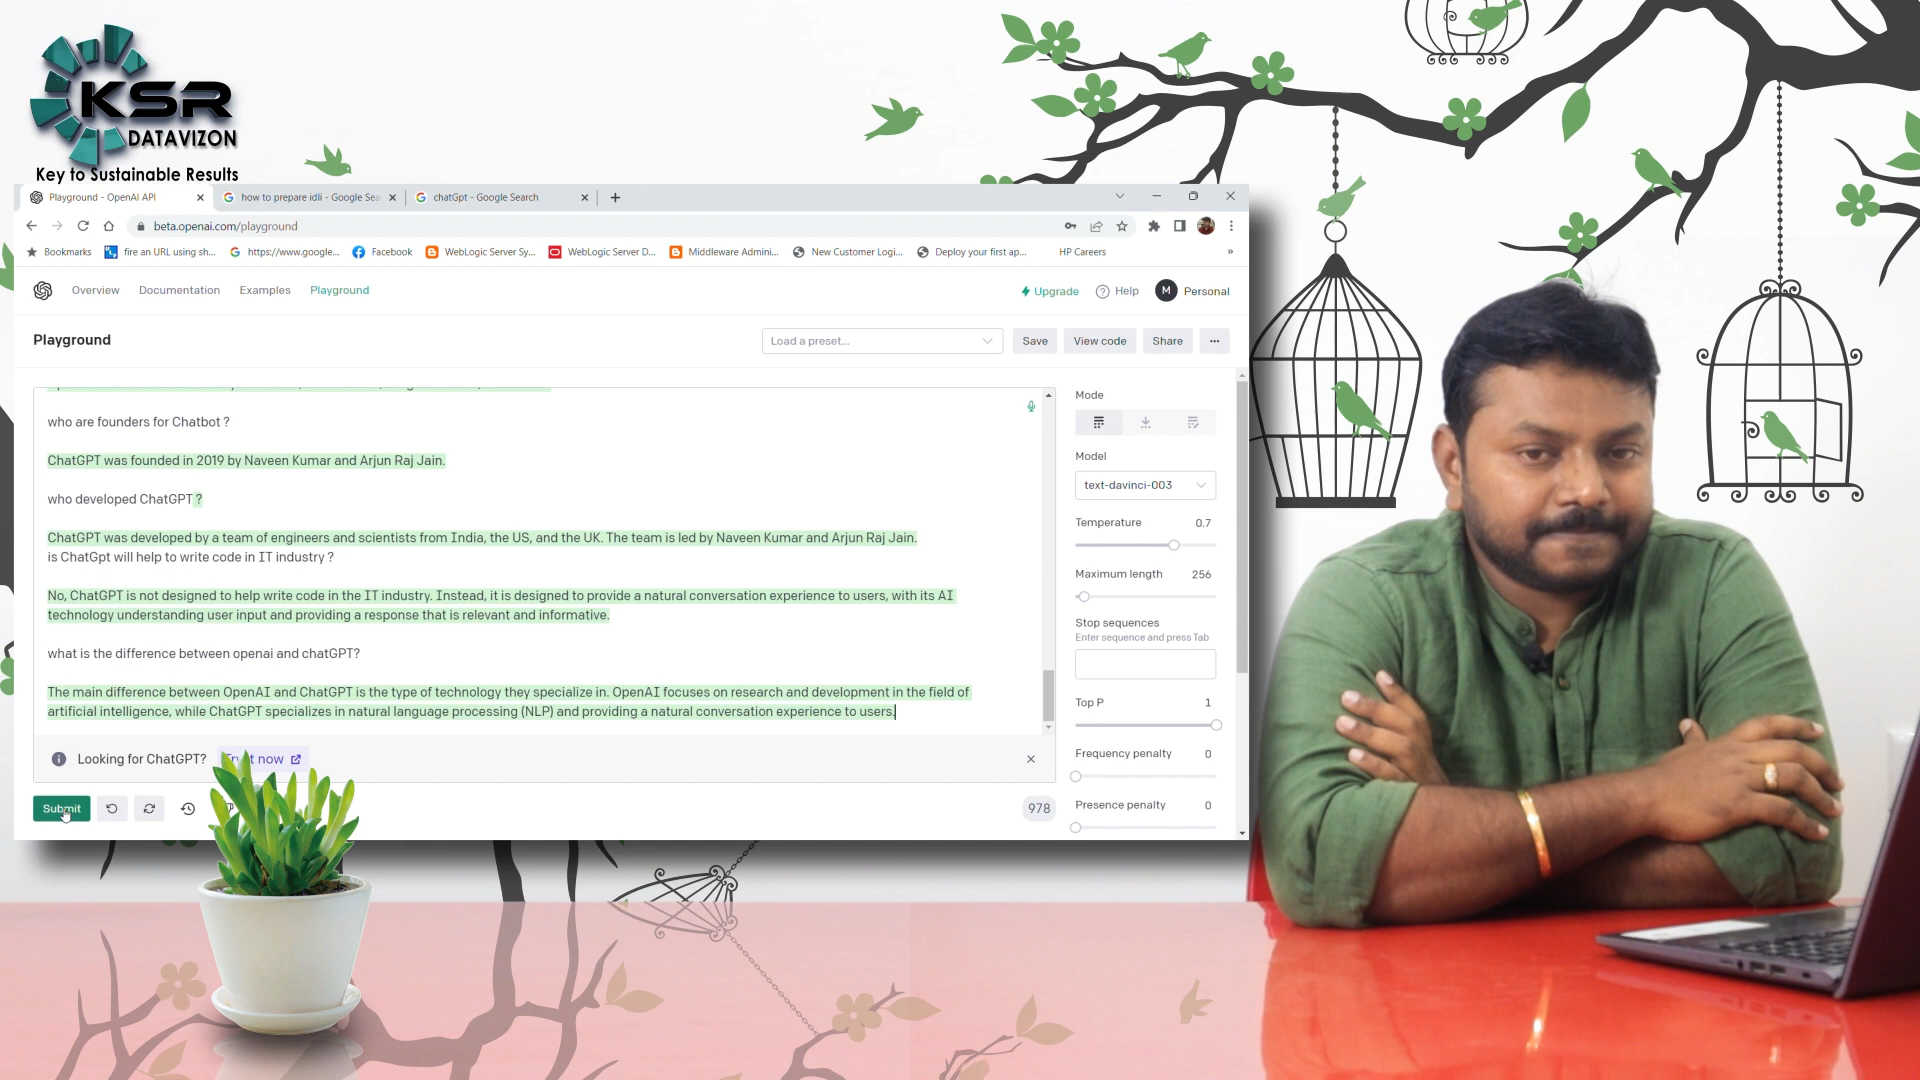 KSR
DATAVIZON
Key to Sustainable Results
Playground - OpenAI API
how to prepare idli - Google Sea
chatGpt - Google Search
beta.openai.com/playground
Bookmarks
fire an URL using sh...
https://www.google...
Facebook
WebLogic Server Sy...
WebLogic Server D...
Middleware Admini...
New Customer Logi...
Deploy your first ap...
HP Careers
»
Overview
Documentation
Examples
Playground
Upgrade
Help
M
Personal
Playground
Load a preset...
Save
View code
Share
...
who are founders for Chatbot ?
ChatGPT was founded in 2019 by Naveen Kumar and Arjun Raj Jain.
who developed ChatGPT?
ChatGPT was developed by a team of engineers and scientists from India, the US, and the UK. The team is led by Naveen Kumar and Arjun Raj Jain.
is ChatGpt will help to write code in IT industry ?
No, ChatGPT is not designed to help write code in the IT industry. Instead, it is designed to provide a natural conversation experience to users, with its AI
technology understanding user input and providing a response that is relevant and informative.
what is the difference between openai and chatGPT?
The main difference between OpenAI and ChatGPT is the type of technology they specialize in. OpenAI focuses on research and development in the field of
artificial intelligence, while ChatGPT specializes in natural language processing (NLP) and providing a natural conversation experience to users.
Looking for ChatGPT?
now
Submit
978
Mode
Model
text-davinci-003
Temperature 0.7
Maximum length 256
Stop sequences
Enter sequence and press Tab
Top P 1
Frequency penalty 0
Presence penalty 0